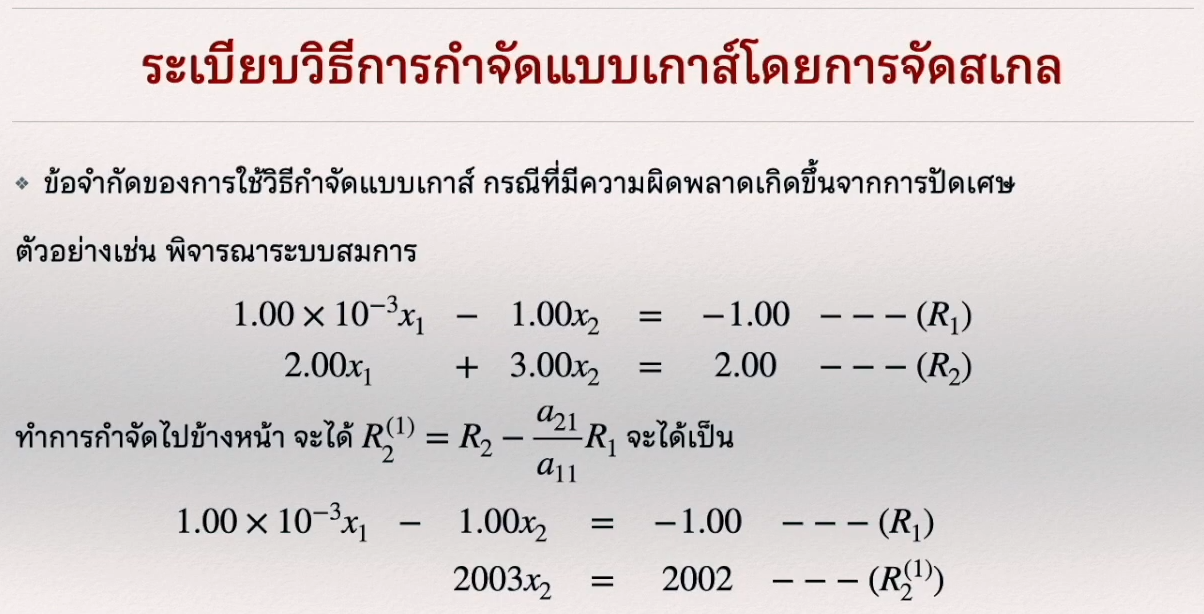 ระเบียบวิธีการกำจัดแบบเกาส์โดยการจัดสเกล
❖ ข้อจำกัดของการใช้วิธีกำจัดแบบเกาส์ กรณีที่มีความผิดพลาดเกิดขึ้นจากการปัดเศษ
ตัวอย่างเช่น พิจารณาระบบสมการ
1.00 × 10⁻³x₁ − 1.00x₂ = −1.00 − − − (R₁)
2.00x₁ + 3.00x₂ = 2.00 − − − (R₂)
ทำการกำจัดไปข้างหน้า จะได้ R₂⁽¹⁾ = R₂ − a₂₁/a₁₁ R₁ จะได้เป็น
1.00 × 10⁻³x₁ − 1.00x₂ = −1.00 − − − (R₁)
2003x₂ = 2002 − − − (R₂⁽¹⁾)